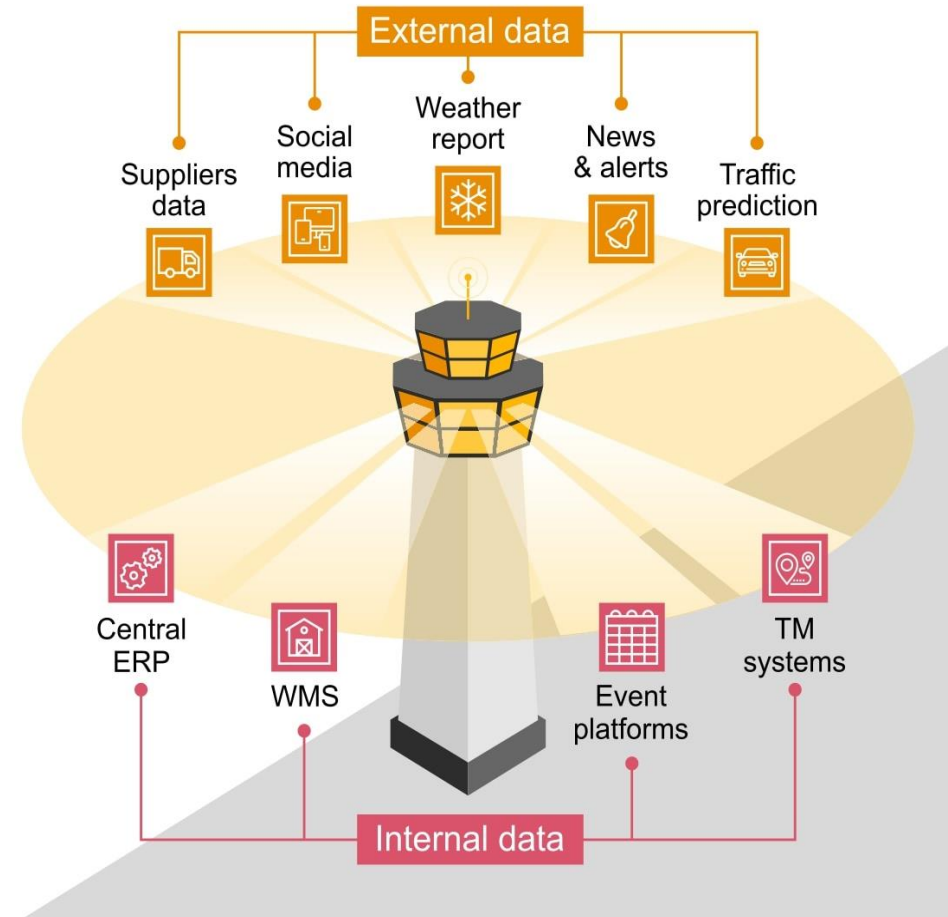 External data
Suppliers
data
Social
media
Weather
report
News
& alerts
Traffic
prediction
Central
ERP
WMS
Event
platforms
TM
systems
Internal data